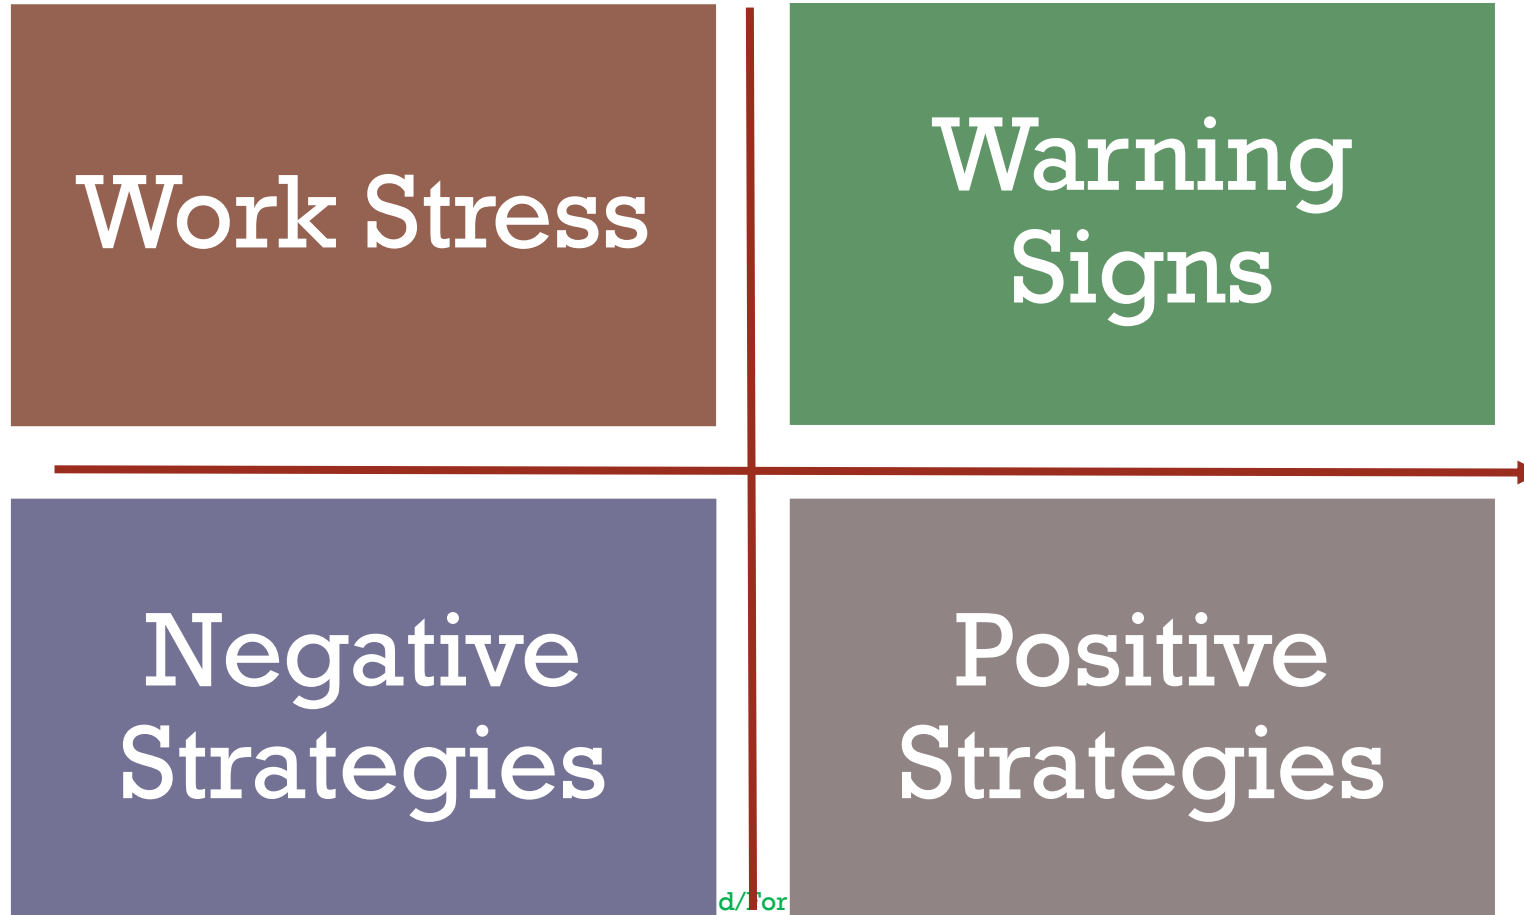 Work Stress
Warning
Signs
Negative
Strategies
Positive
Strategies